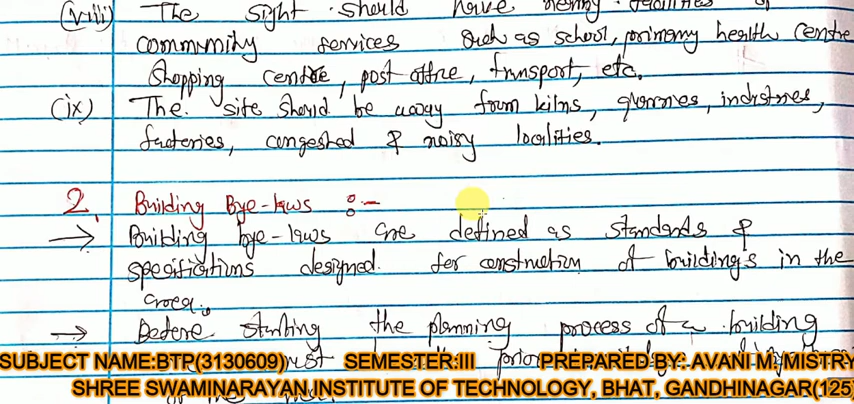 (viii) The sight should have nearby facilities of
community services such as school, primary health centre
Shopping centre, post office, transport, etc.
(ix) The site should be away from kilns, quarries, industries,
factories, congested & noisy localities.
2. Building Bye-laws :-
→ Building bye-laws are defined as standards &
specifications designed for construction of buildings in the
area.
→ Before starting the planning process of a building
SUBJECT NAME:BTP(3130609) SEMESTER:III PREPARED BY:-AVANI M. MISTRY
SHREE SWAMINARAYAN INSTITUTE OF TECHNOLOGY, BHAT, GANDHINAGAR(125)